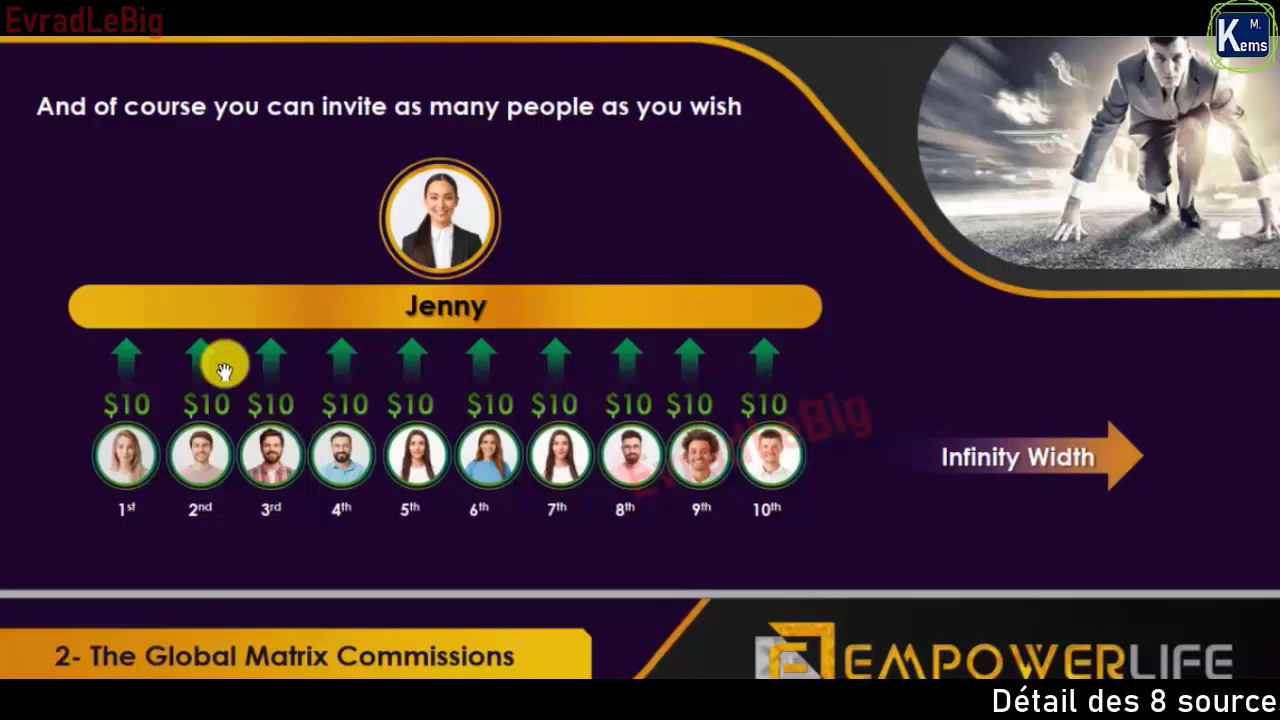 EvradLeBig
M.
Kems
And of course you can invite as many people as you wish
Jenny
$10 $10 $10 $10 $10 $10 $10 $10 $10 $10
EvradLeBig
Infinity Width
1st 2nd 3rd 4th 5th 6th 7th 8th 9th 10th
2- The Global Matrix Commissions
EMPOWERLIFE
Détail des 8 source